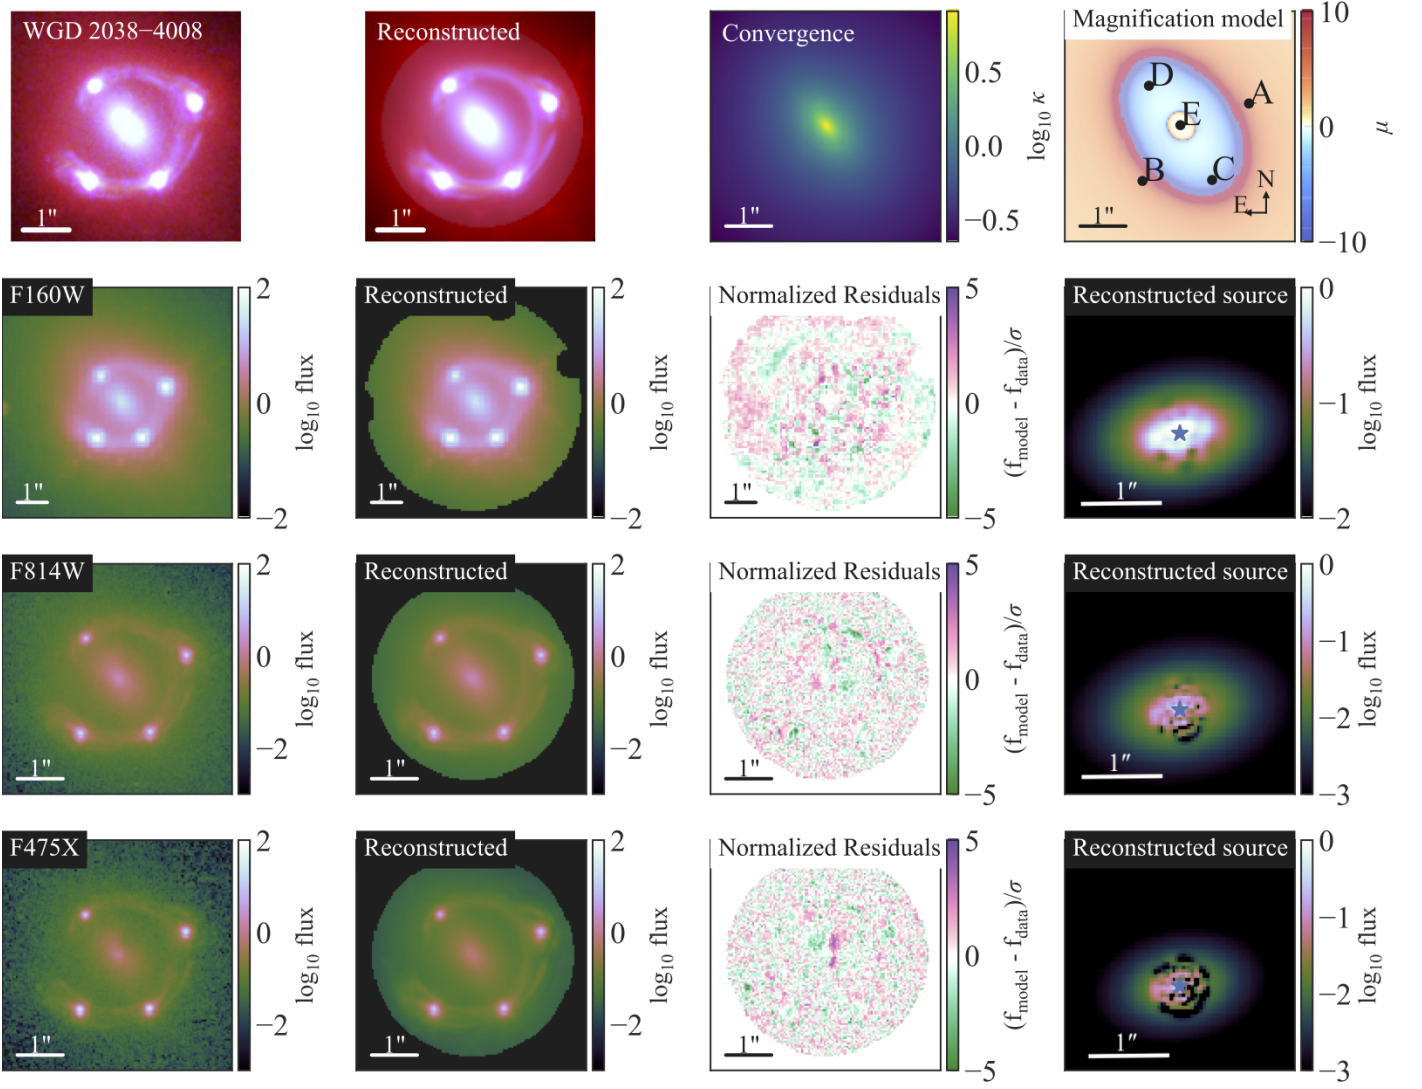 WGD 2038−4008
1"
Reconstructed
1"
Convergence
1"
0.5
0.0
−0.5
log10 κ
Magnification model
A
B
C
D
E
N
E
1"
10
0
−10
μ
F160W
1"
2
0
−2
log10 flux
Reconstructed
1"
2
0
−2
log10 flux
Normalized Residuals
1"
5
0
−5
(fmodel - fdata)/σ
Reconstructed source
1"
0
−1
−2
log10 flux
F814W
1"
2
0
−2
log10 flux
Reconstructed
1"
2
0
−2
log10 flux
Normalized Residuals
1"
5
0
−5
(fmodel - fdata)/σ
Reconstructed source
1"
0
−1
−2
−3
log10 flux
F475X
1"
2
0
−2
log10 flux
Reconstructed
1"
2
0
−2
log10 flux
Normalized Residuals
1"
5
0
−5
(fmodel - fdata)/σ
Reconstructed source
1"
0
−1
−2
−3
log10 flux